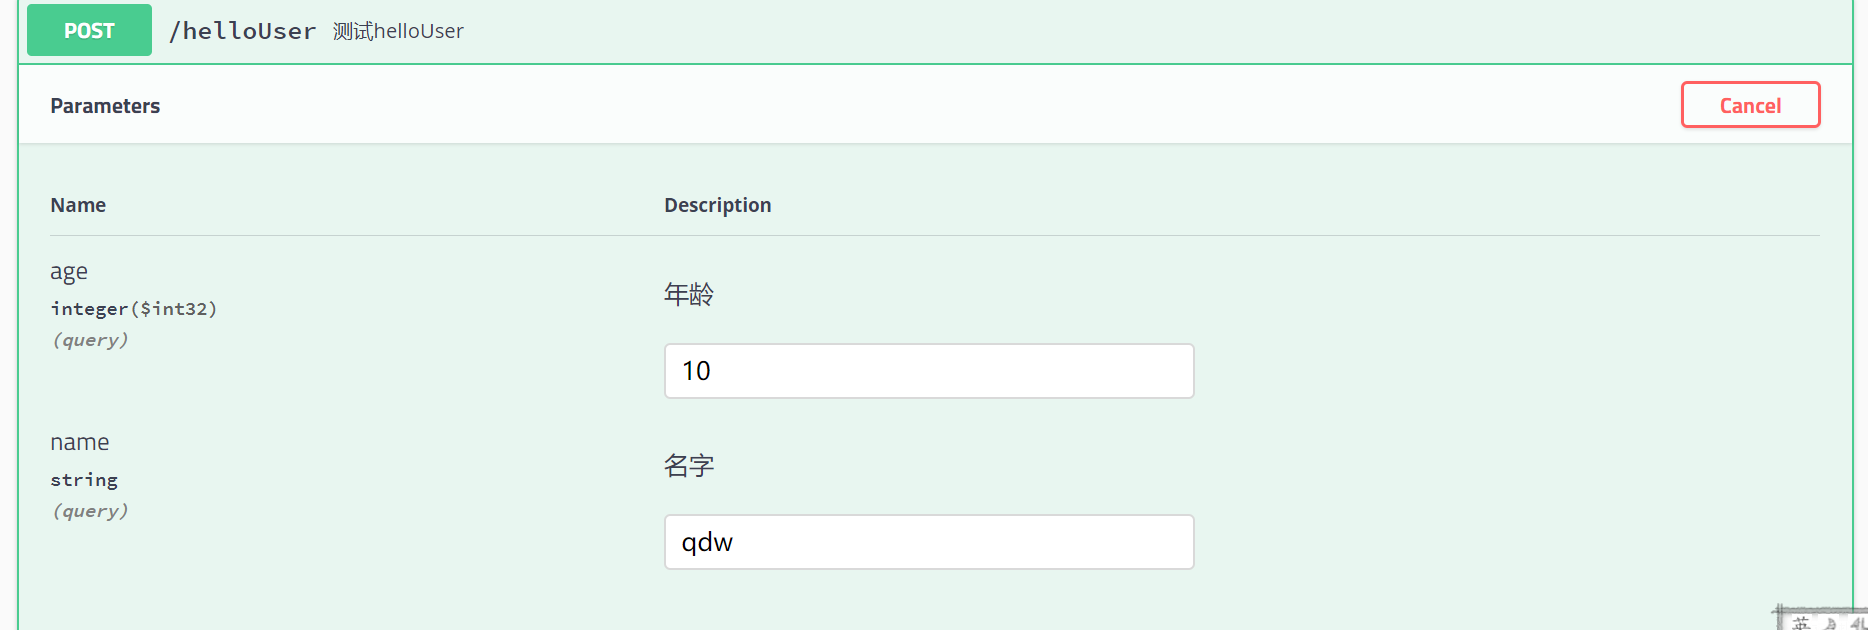 POST /helloUser 测试helloUser
Parameters Cancel
Name Description
age
integer($int32)
(query)
年龄
10
name
string
(query)
名字
qdw
英